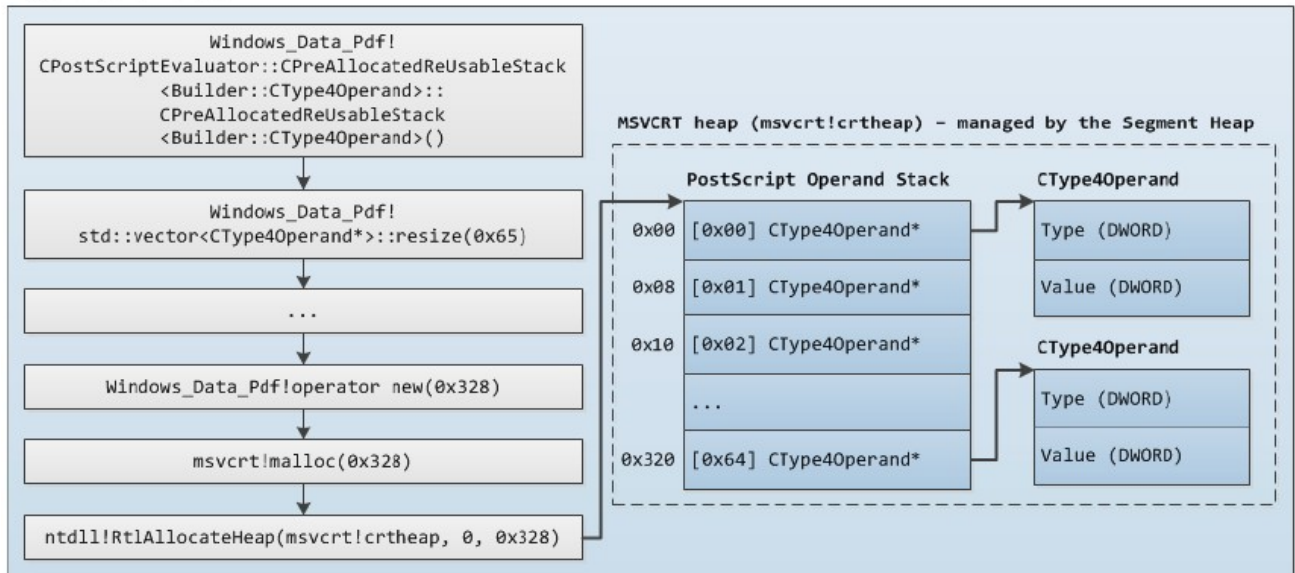 Windows_Data_Pdf!
CPostScriptEvaluator::CPreAllocatedReUsableStack
<Builder::CType4Operand>::
CPreAllocatedReUsableStack
<Builder::CType4Operand>()
Windows_Data_Pdf!
std::vector<CType4Operand*>::resize(0x65)
...
Windows_Data_Pdf!operator new(0x328)
msvcrt!malloc(0x328)
ntdll!RtlAllocateHeap(msvcrt!crtheap, 0, 0x328)
MSVCRT heap (msvcrt!crtheap) – managed by the Segment Heap
PostScript Operand Stack
0x00 [0x00] CType4Operand*
0x08 [0x01] CType4Operand*
0x10 [0x02] CType4Operand*
...
0x320 [0x64] CType4Operand*
CType4Operand
Type (DWORD)
Value (DWORD)
CType4Operand
Type (DWORD)
Value (DWORD)